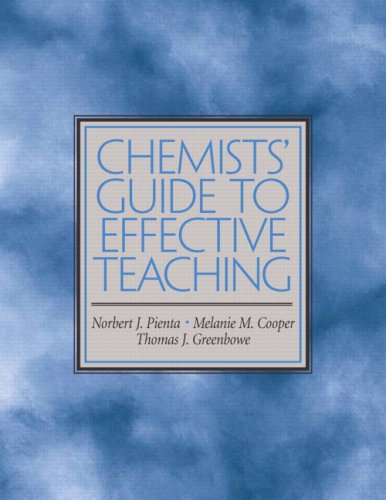 CHEMISTS'
GUIDE TO
EFFECTIVE
TEACHING
Norbert J. Pienta • Melanie M. Cooper
Thomas J. Greenbowe